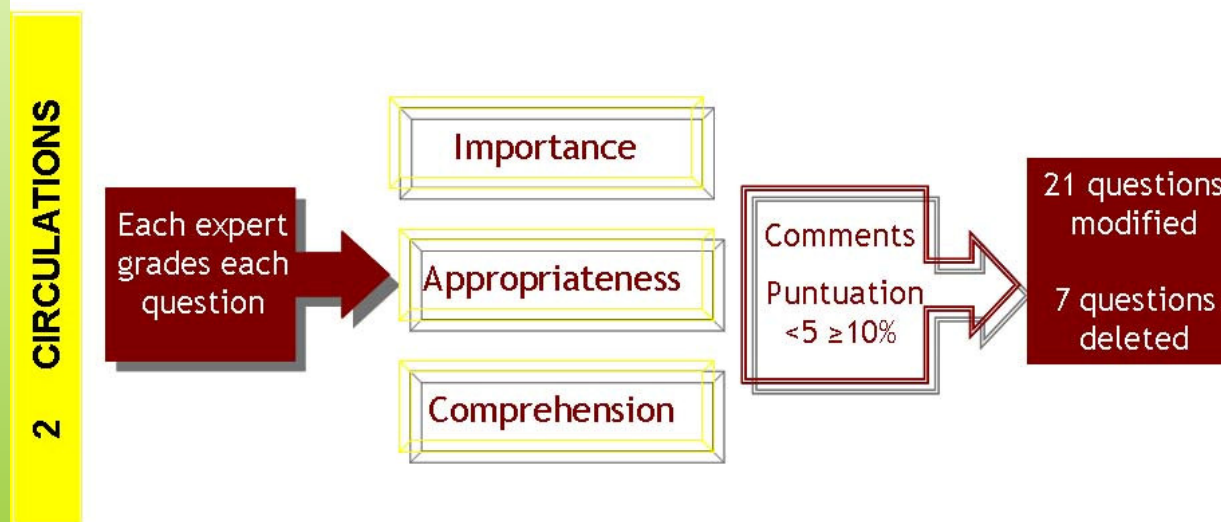 2 CIRCULATIONS
Each expert
grades each
question
Importance
Appropriateness
Comprehension
Comments
Puntuation
<5 ≥10%
21 questions
modified
7 questions
deleted